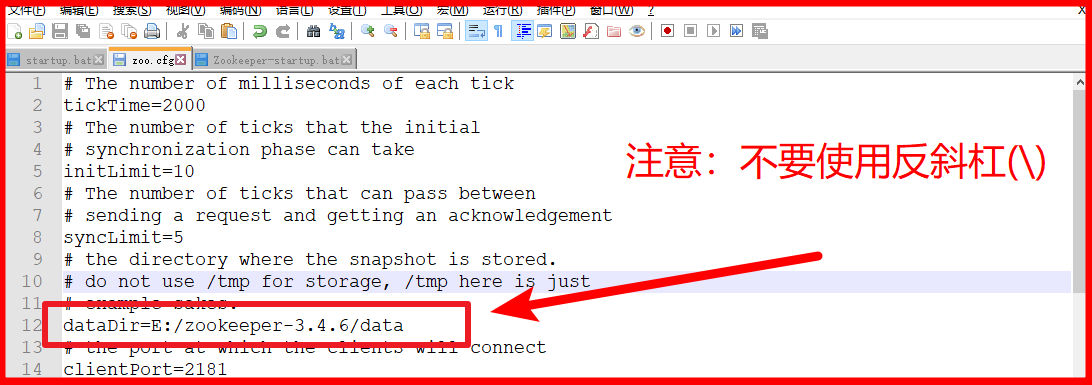 文件(F) 编辑(E) 搜索(S) 视图(V) 编码(N) 语言(L) 设置(T) 工具(O) 宏(M) 运行(R) 插件(P) 窗口(W) ? X
startup.bat zoo.cfg Zookeeper-startup.bat
1 # The number of milliseconds of each tick
2 tickTime=2000
3 # The number of ticks that the initial
4 # synchronization phase can take
5 initLimit=10
6 # The number of ticks that can pass between
7 # sending a request and getting an acknowledgement
8 syncLimit=5
9 # the directory where the snapshot is stored.
10 # do not use /tmp for storage, /tmp here is just
11 # example sakes.
12 dataDir=E:/zookeeper-3.4.6/data
13 # the port at which the clients will connect
14 clientPort=2181
注意：不要使用反斜杠(\)